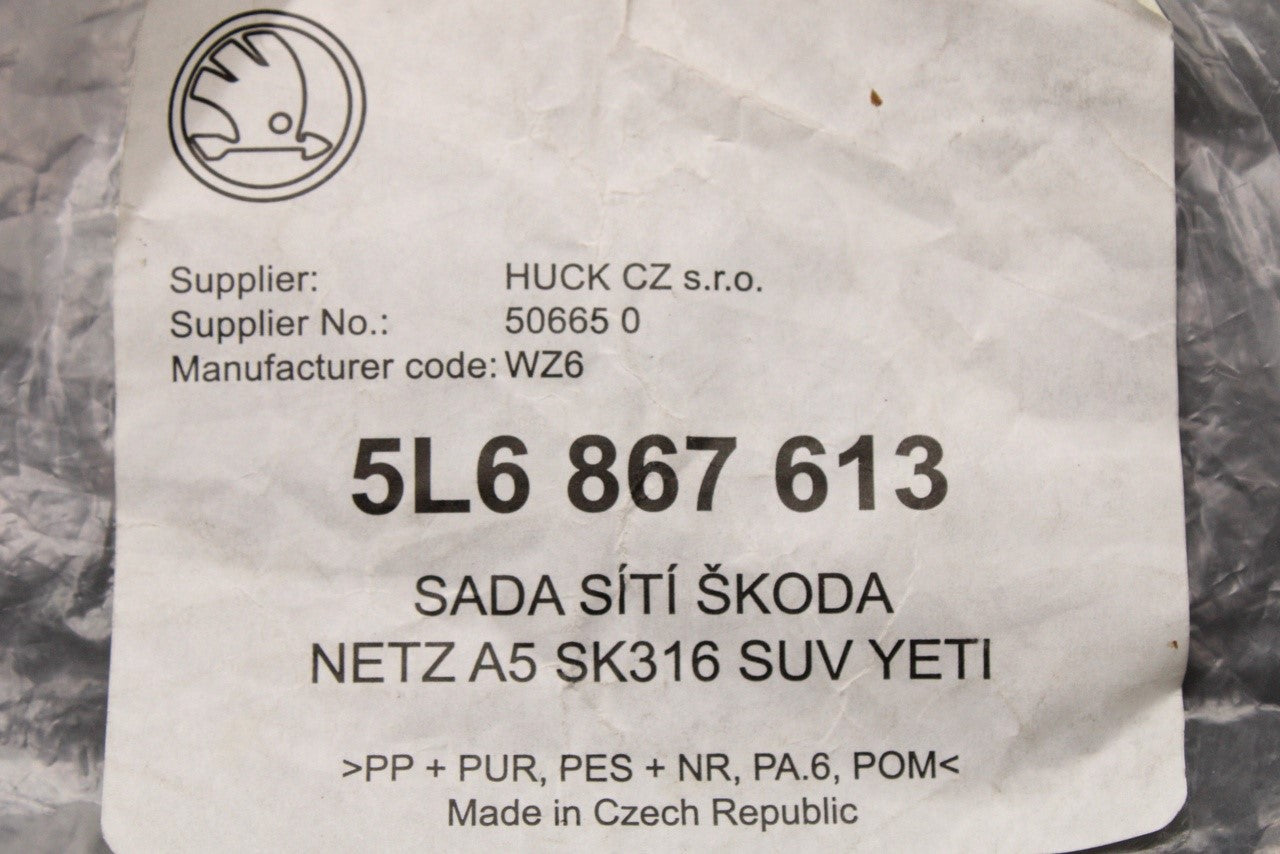 Supplier: HUCK CZ s.r.o.
Supplier No.: 50665 0
Manufacturer code: WZ6
5L6 867 613
SADA SÍTÍ ŠKODA
NETZ A5 SK316 SUV YETI
>PP + PUR, PES + NR, PA.6, POM<
Made in Czech Republic